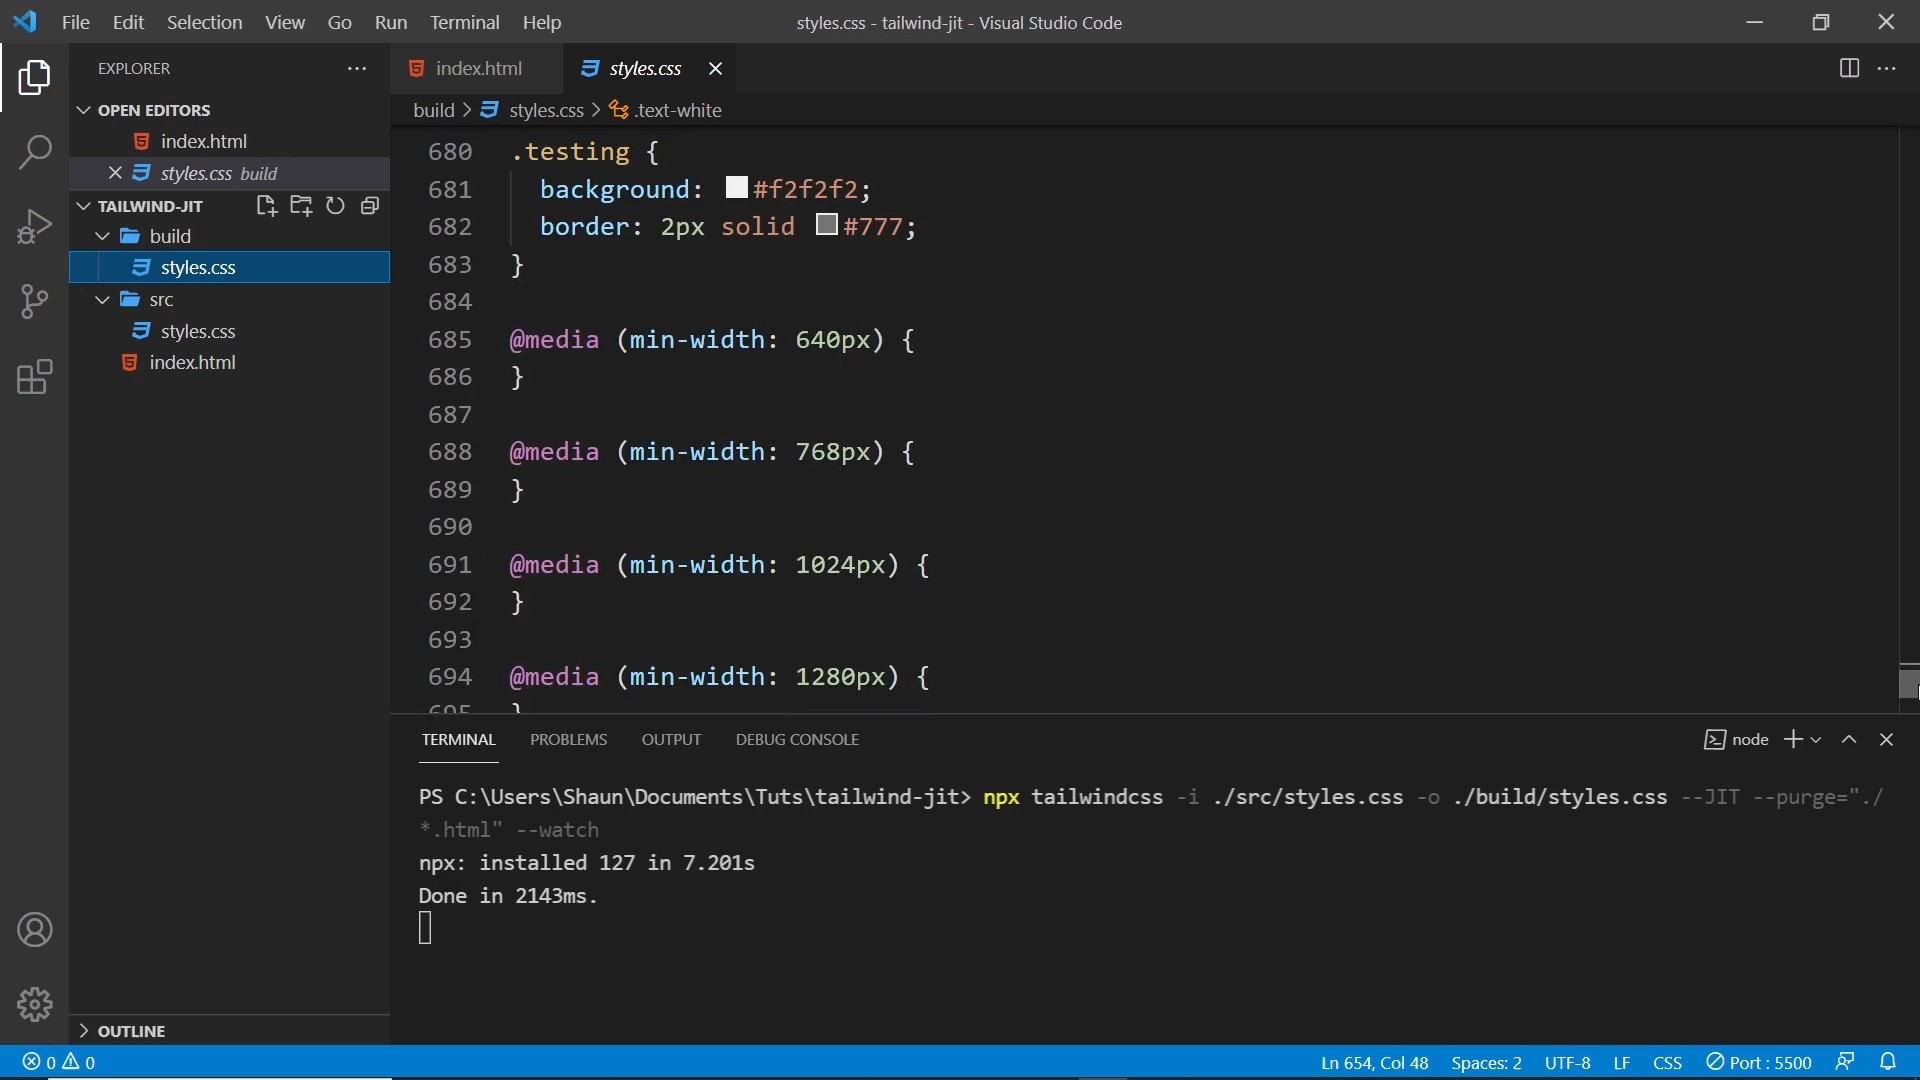 File Edit Selection View Go Run Terminal Help
styles.css - tailwind-jit - Visual Studio Code
EXPLORER
OPEN EDITORS
index.html
styles.css build
TAILWIND-JIT
build
styles.css
src
styles.css
index.html
OUTLINE
index.html styles.css
build > styles.css > .text-white
680 .testing {
681 background: #f2f2f2;
682 border: 2px solid #777;
683 }
684
685 @media (min-width: 640px) {
686 }
687
688 @media (min-width: 768px) {
689 }
690
691 @media (min-width: 1024px) {
692 }
693
694 @media (min-width: 1280px) {
695 }
TERMINAL PROBLEMS OUTPUT DEBUG CONSOLE
node
PS C:\Users\Shaun\Documents\Tuts\tailwind-jit> npx tailwindcss -i ./src/styles.css -o ./build/styles.css --JIT --purge="./
*.html" --watch
npx: installed 127 in 7.201s
Done in 2143ms.
0 0
Ln 654, Col 48 Spaces: 2 UTF-8 LF CSS Port : 5500